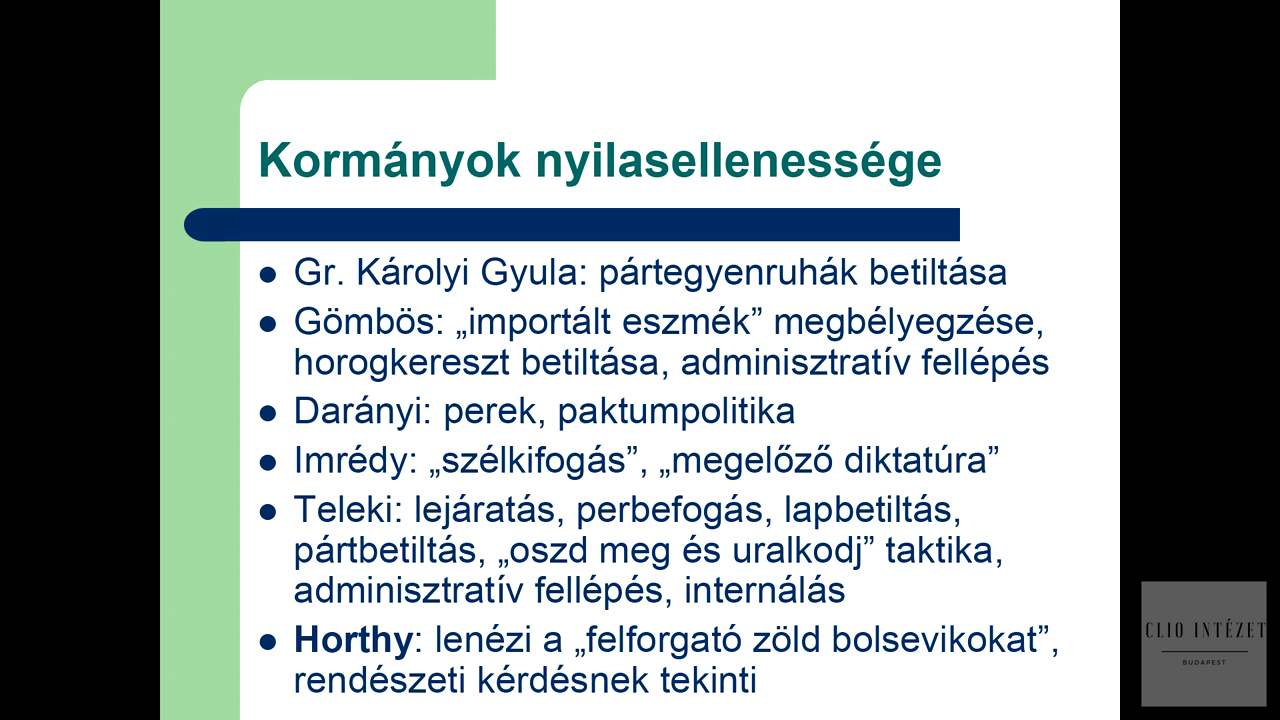 Kormányok nyilasellenessége
Gr. Károlyi Gyula: pártegyenruhák betiltása
Gömbös: „importált eszmék” megbélyegzése,
horogkereszt betiltása, adminisztratív fellépés
Darányi: perek, paktumpolitika
Imrédy: „szélkifogás”, „megelőző diktatúra”
Teleki: lejáratás, perbefogás, lapbetiltás,
pártbetiltás, „oszd meg és uralkodj” taktika,
adminisztratív fellépés, internálás
Horthy: lenézi a „felforgató zöld bolsevikokat”,
rendészeti kérdésnek tekinti
CLIO INTÉZET
BUDAPEST